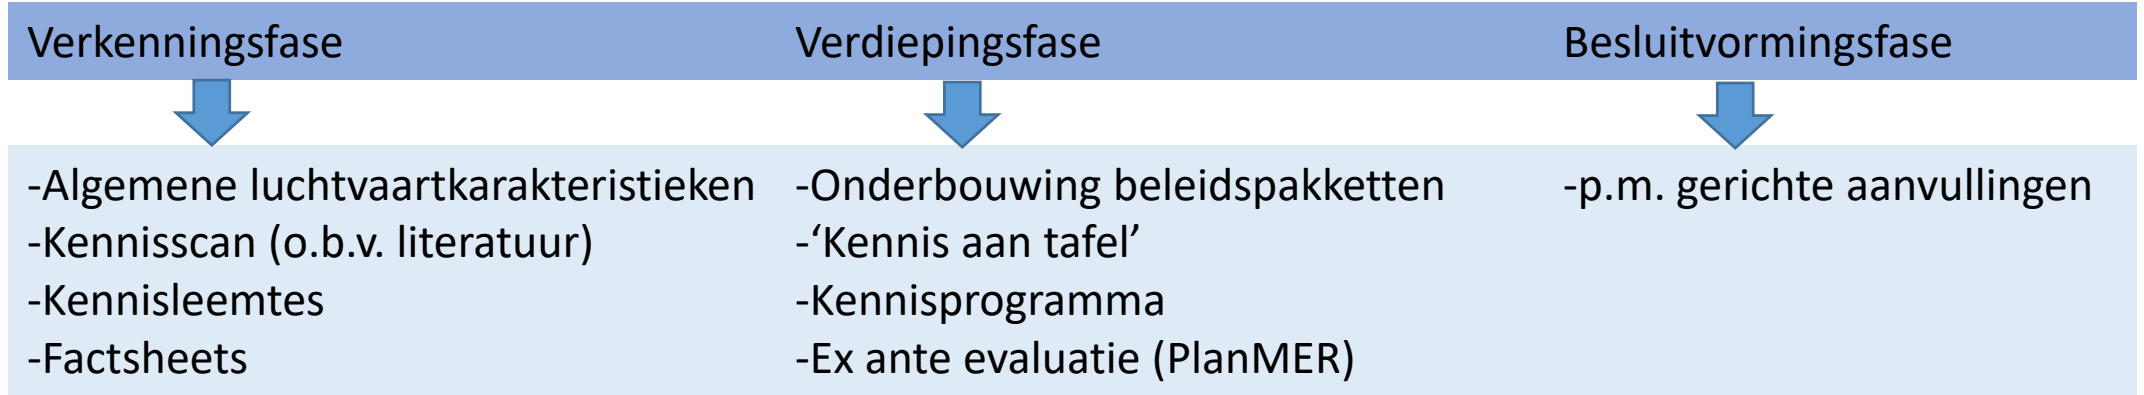 Verkenningsfase
Verdiepingsfase
Besluitvormingsfase
-Algemene luchtvaartkarakteristieken
-Kennisscan (o.b.v. literatuur)
-Kennisleemtes
-Factsheets
-Onderbouwing beleidspakketten
-‘Kennis aan tafel’
-Kennisprogramma
-Ex ante evaluatie (PlanMER)
-p.m. gerichte aanvullingen